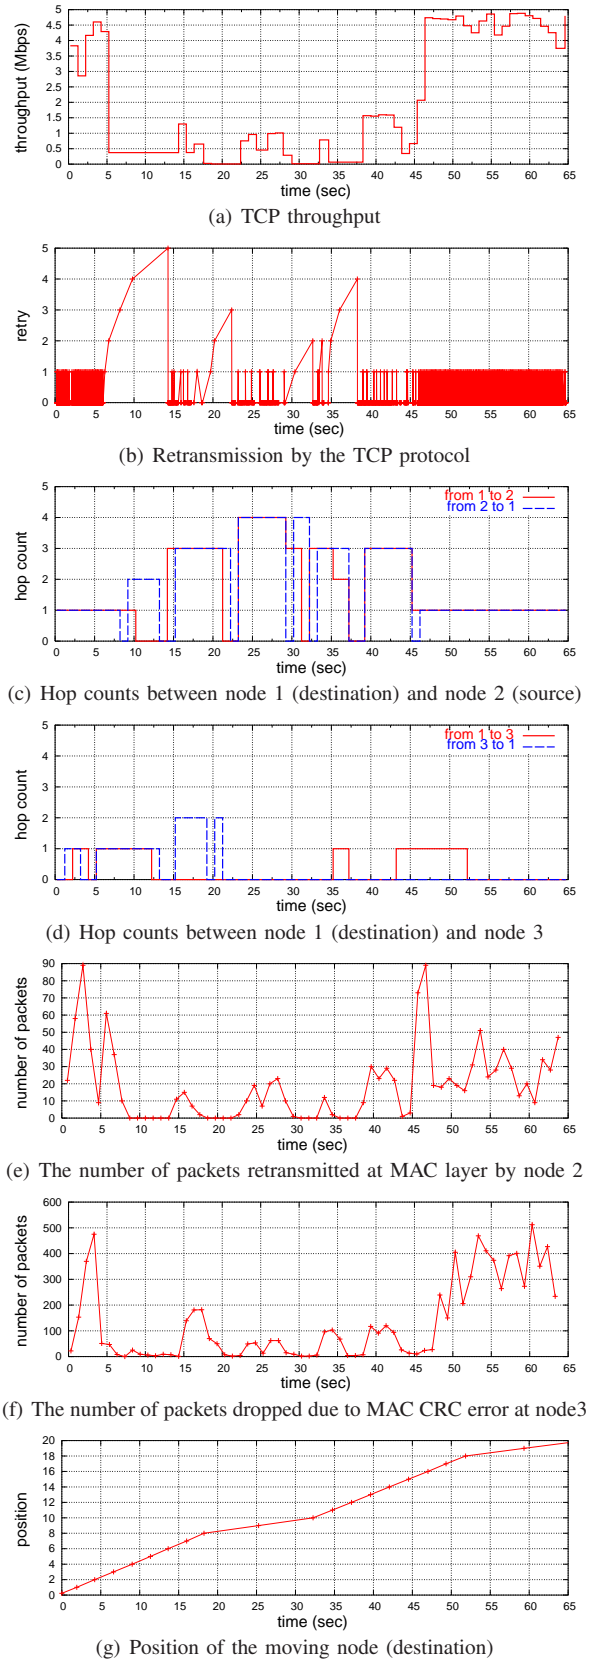 5
4.5
4
3.5
3
2.5
2
1.5
1
0.5
0
throughput (Mbps)
0 5 10 15 20 25 30 35 40 45 50 55 60 65
time (sec)
(a) TCP throughput
5
4
3
2
1
0
retry
0 5 10 15 20 25 30 35 40 45 50 55 60 65
time (sec)
(b) Retransmission by the TCP protocol
5
4
3
2
1
0
hop count
from 1 to 2
from 2 to 1
0 5 10 15 20 25 30 35 40 45 50 55 60 65
time (sec)
(c) Hop counts between node 1 (destination) and node 2 (source)
5
4
3
2
1
0
hop count
from 1 to 3
from 3 to 1
0 5 10 15 20 25 30 35 40 45 50 55 60 65
time (sec)
(d) Hop counts between node 1 (destination) and node 3
90
80
70
60
50
40
30
20
10
0
number of packets
0 5 10 15 20 25 30 35 40 45 50 55 60 65
time (sec)
(e) The number of packets retransmitted at MAC layer by node 2
600
500
400
300
200
100
0
number of packets
0 5 10 15 20 25 30 35 40 45 50 55 60 65
time (sec)
(f) The number of packets dropped due to MAC CRC error at node3
20
18
16
14
12
10
8
6
4
2
0
position
0 5 10 15 20 25 30 35 40 45 50 55 60 65
time (sec)
(g) Position of the moving node (destination)